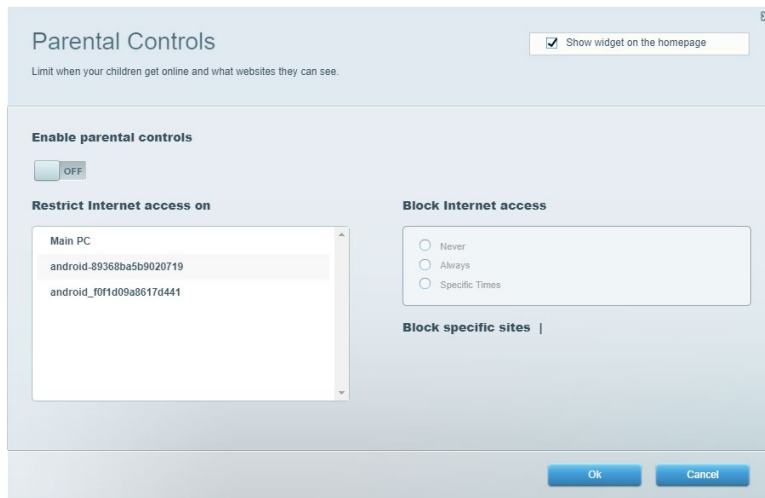 Parental Controls
Show widget on the homepage
Limit when your children get online and what websites they can see.
Enable parental controls
OFF
Restrict Internet access on
Main PC
android-89368ba5b9020719
android_f0f1d09a8617d441
Block Internet access
Never
Always
Specific Times
Block specific sites |
Ok
Cancel